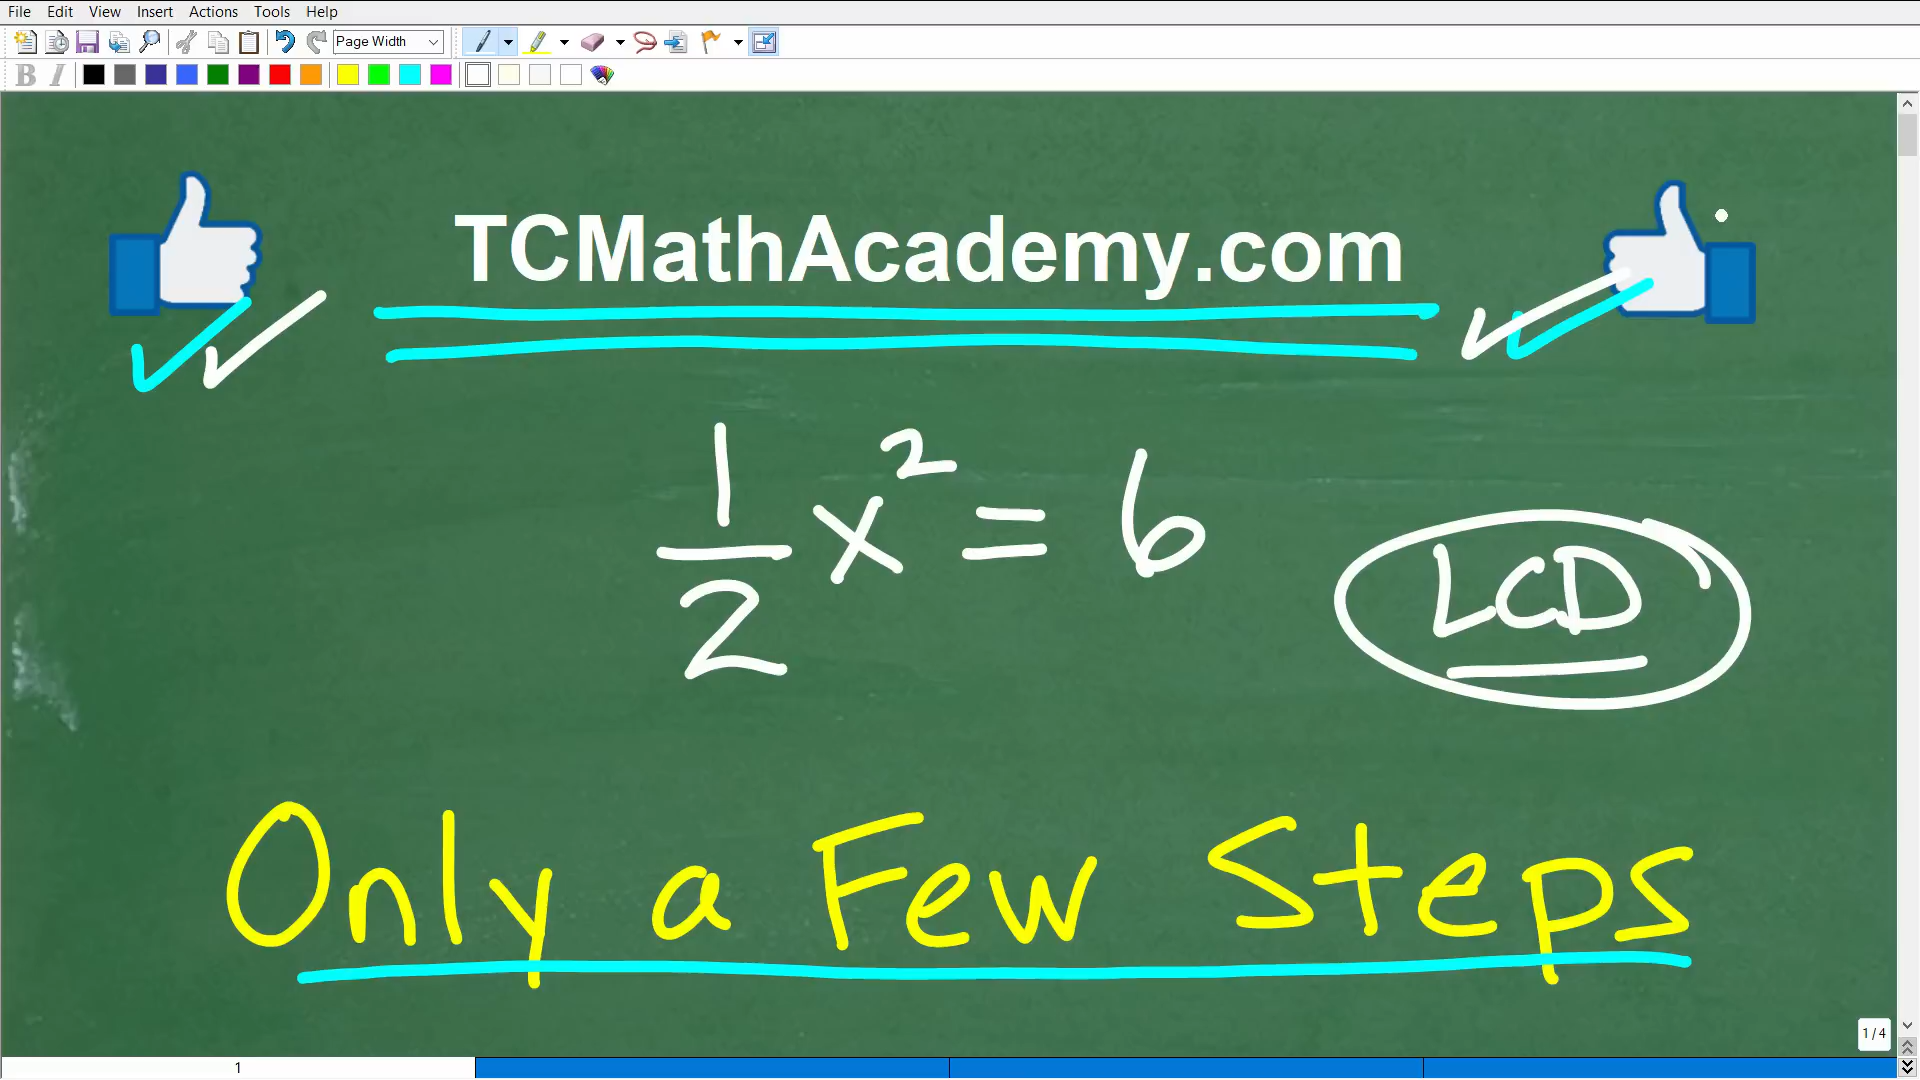 File Edit View Insert Actions Tools Help
Page Width
B I
TCMathAcademy.com
1/2 x² = 6
LCD
Only a Few Steps
1 / 4
1